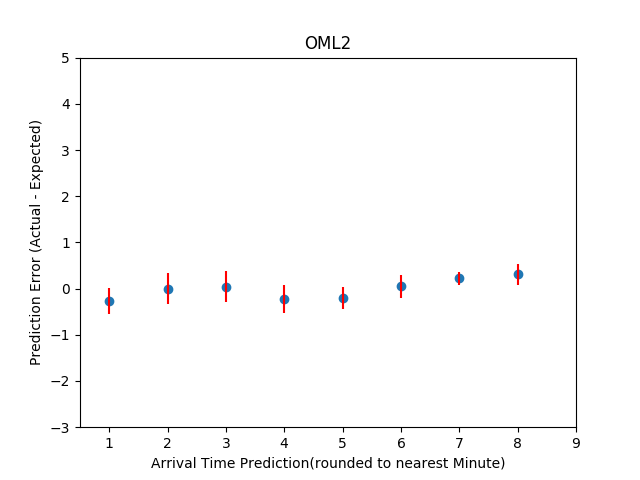 OML2
Prediction Error (Actual - Expected)
5
4
3
2
1
0
−1
−2
−3
1 2 3 4 5 6 7 8 9
Arrival Time Prediction(rounded to nearest Minute)